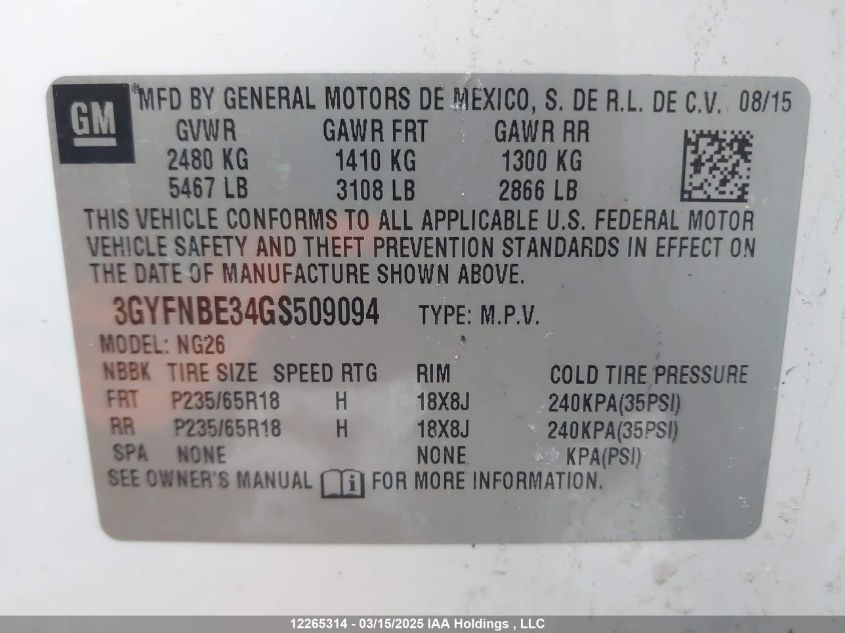 GM
® MFD BY GENERAL MOTORS DE MEXICO, S. DE R.L. DE C.V. 08/15
GVWR GAWR FRT GAWR RR
2480 KG 1410 KG 1300 KG
5467 LB 3108 LB 2866 LB
THIS VEHICLE CONFORMS TO ALL APPLICABLE U.S. FEDERAL MOTOR
VEHICLE SAFETY AND THEFT PREVENTION STANDARDS IN EFFECT ON
THE DATE OF MANUFACTURE SHOWN ABOVE.
3GYFNBE34GS509094 TYPE: M.P.V.
MODEL: NG26
NBBK TIRE SIZE SPEED RTG RIM COLD TIRE PRESSURE
FRT P235/65R18 H 18X8J 240KPA(35PSI)
RR P235/65R18 H 18X8J 240KPA(35PSI)
SPA NONE NONE KPA(PSI)
SEE OWNER'S MANUAL i FOR MORE INFORMATION.
12265314 - 03/15/2025 IAA Holdings , LLC